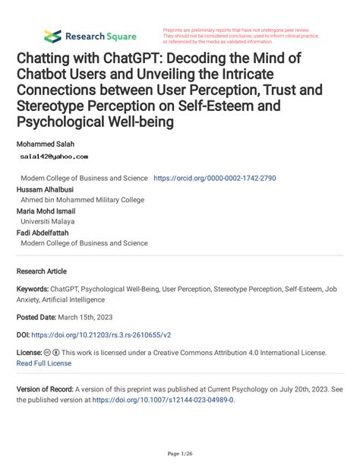 Research Square
Preprints are preliminary reports that have not undergone peer review.
They should not be considered conclusive, used to inform clinical practice,
or referenced by the media as validated information.
Chatting with ChatGPT: Decoding the Mind of
Chatbot Users and Unveiling the Intricate
Connections between User Perception, Trust and
Stereotype Perception on Self-Esteem and
Psychological Well-being
Mohammed Salah
sala142@yahoo.com
Modern College of Business and Science https://orcid.org/0000-0002-1742-2790
Hussam Alhalbusi
Ahmed bin Mohammed Military College
Maria Mohd Ismail
Universiti Malaya
Fadi Abdelfattah
Modern College of Business and Science
Research Article
Keywords: ChatGPT, Psychological Well-Being, User Perception, Stereotype Perception, Self-Esteem, Job
Anxiety, Artificial Intelligence
Posted Date: March 15th, 2023
DOI: https://doi.org/10.21203/rs.3.rs-2610655/v2
License: This work is licensed under a Creative Commons Attribution 4.0 International License.
Read Full License
Version of Record: A version of this preprint was published at Current Psychology on July 20th, 2023. See
the published version at https://doi.org/10.1007/s12144-023-04989-0.
Page 1/26